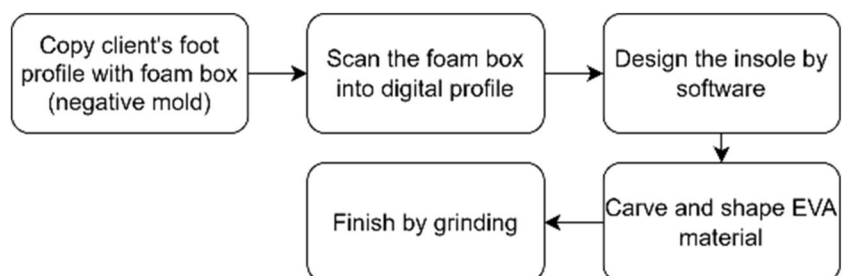 Copy client's foot
profile with foam box
(negative mold)
Scan the foam box
into digital profile
Design the insole by
software
Carve and shape EVA
material
Finish by grinding